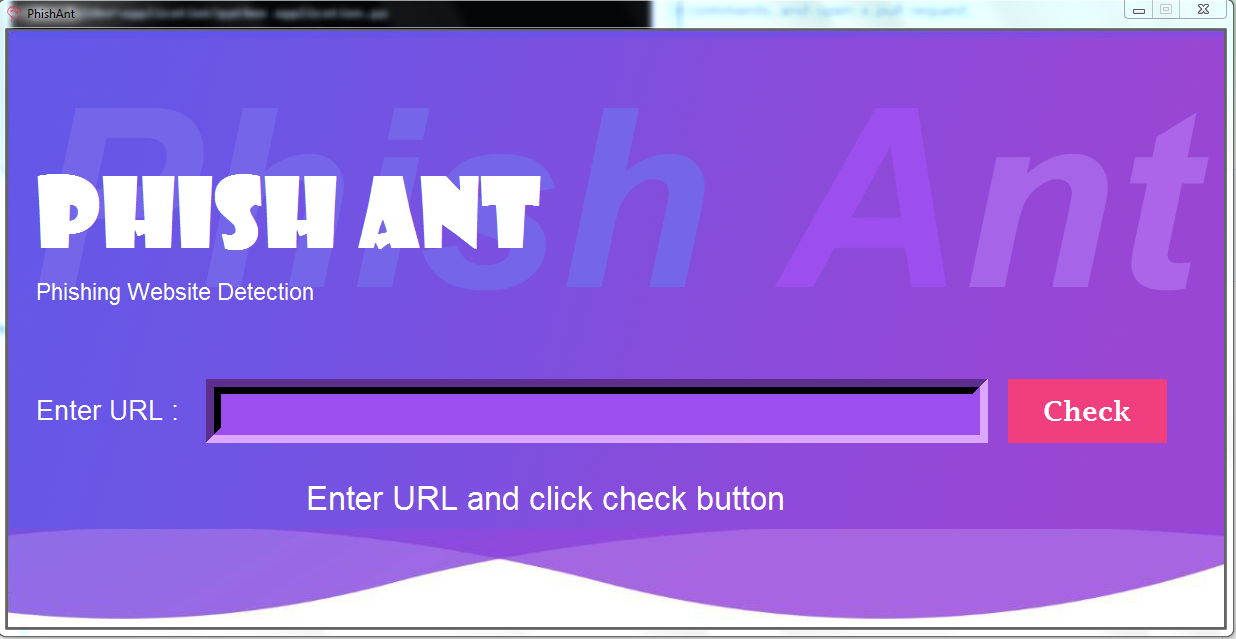 PhishAnt
Phish Ant
PHISH ANT
Phishing Website Detection
Enter URL :
Check
Enter URL and click check button